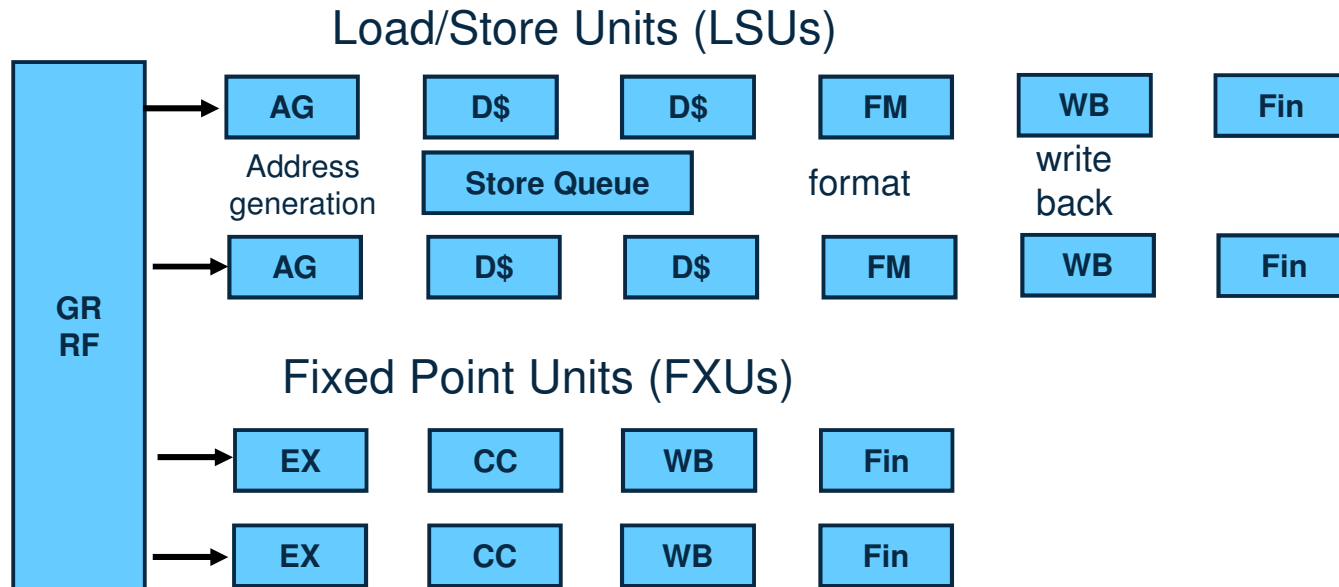 Load/Store Units (LSUs)
AG D$ D$ FM WB Fin
Address
generation
Store Queue
format
write
back
AG D$ D$ FM WB Fin
GR
RF
Fixed Point Units (FXUs)
EX CC WB Fin
EX CC WB Fin